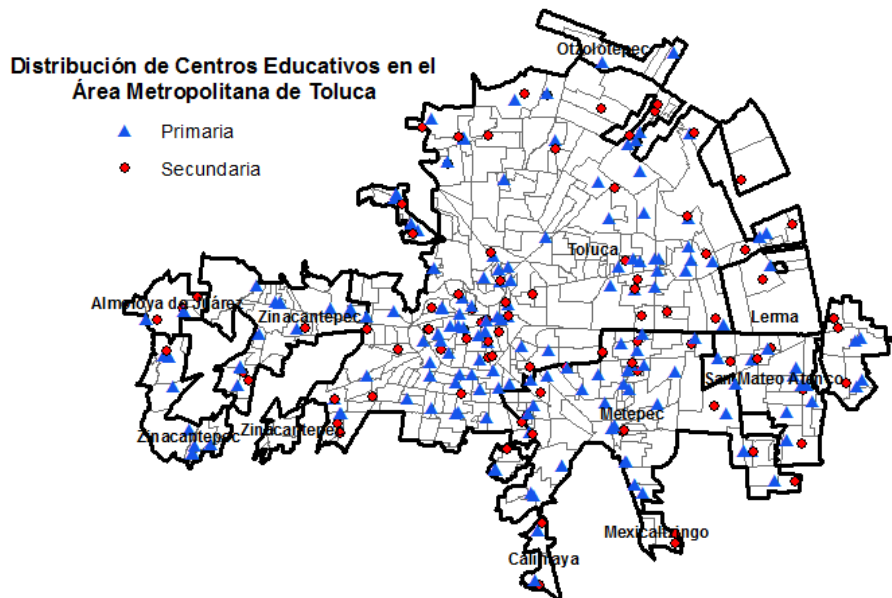 Distribución de Centros Educativos en el
Área Metropolitana de Toluca
Primaria
Secundaria
Otzolotepec
Toluca
Almoloya de Juárez
Zinacantepec
Lerma
San Mateo Atenco
Metepec
Zinacantepec
Zinacantepec
Mexicaltzingo
Calimaya